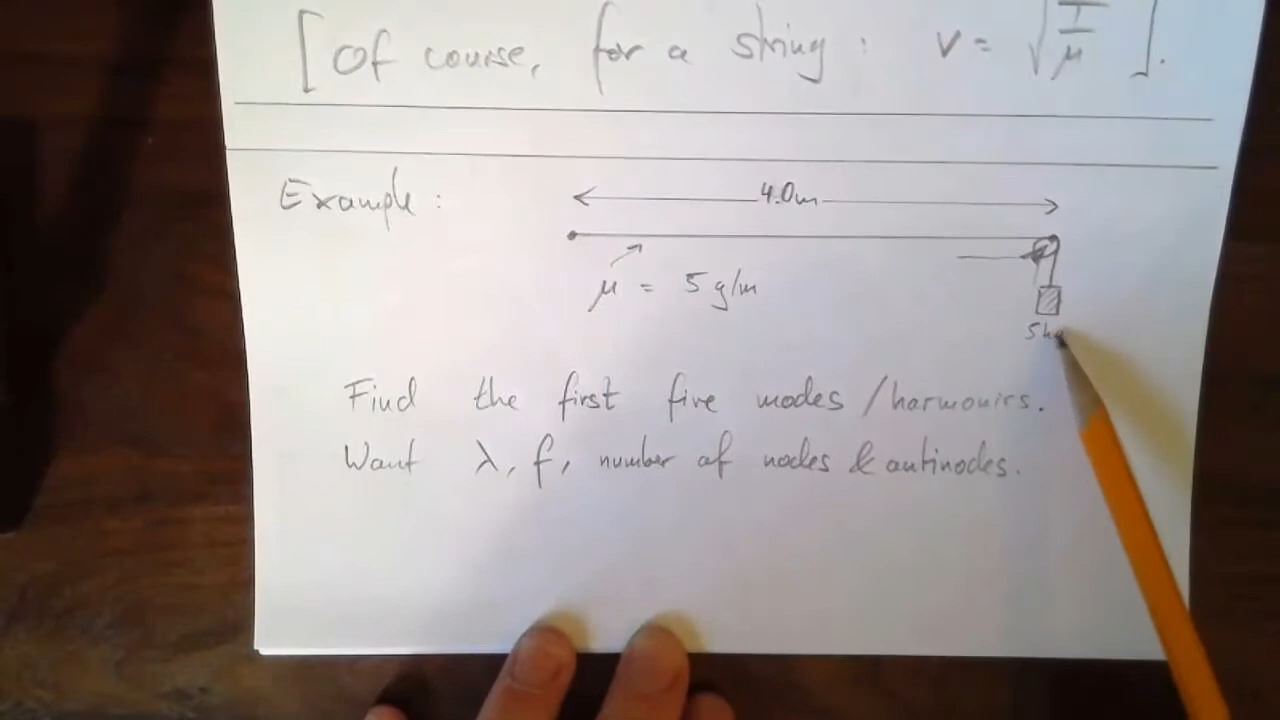 [Of course, for a string : v = √T/μ ].
Example :
4.0m
μ = 5 g/m
5kg
Find the first five modes /harmonics.
Want λ, f, number of nodes & antinodes.